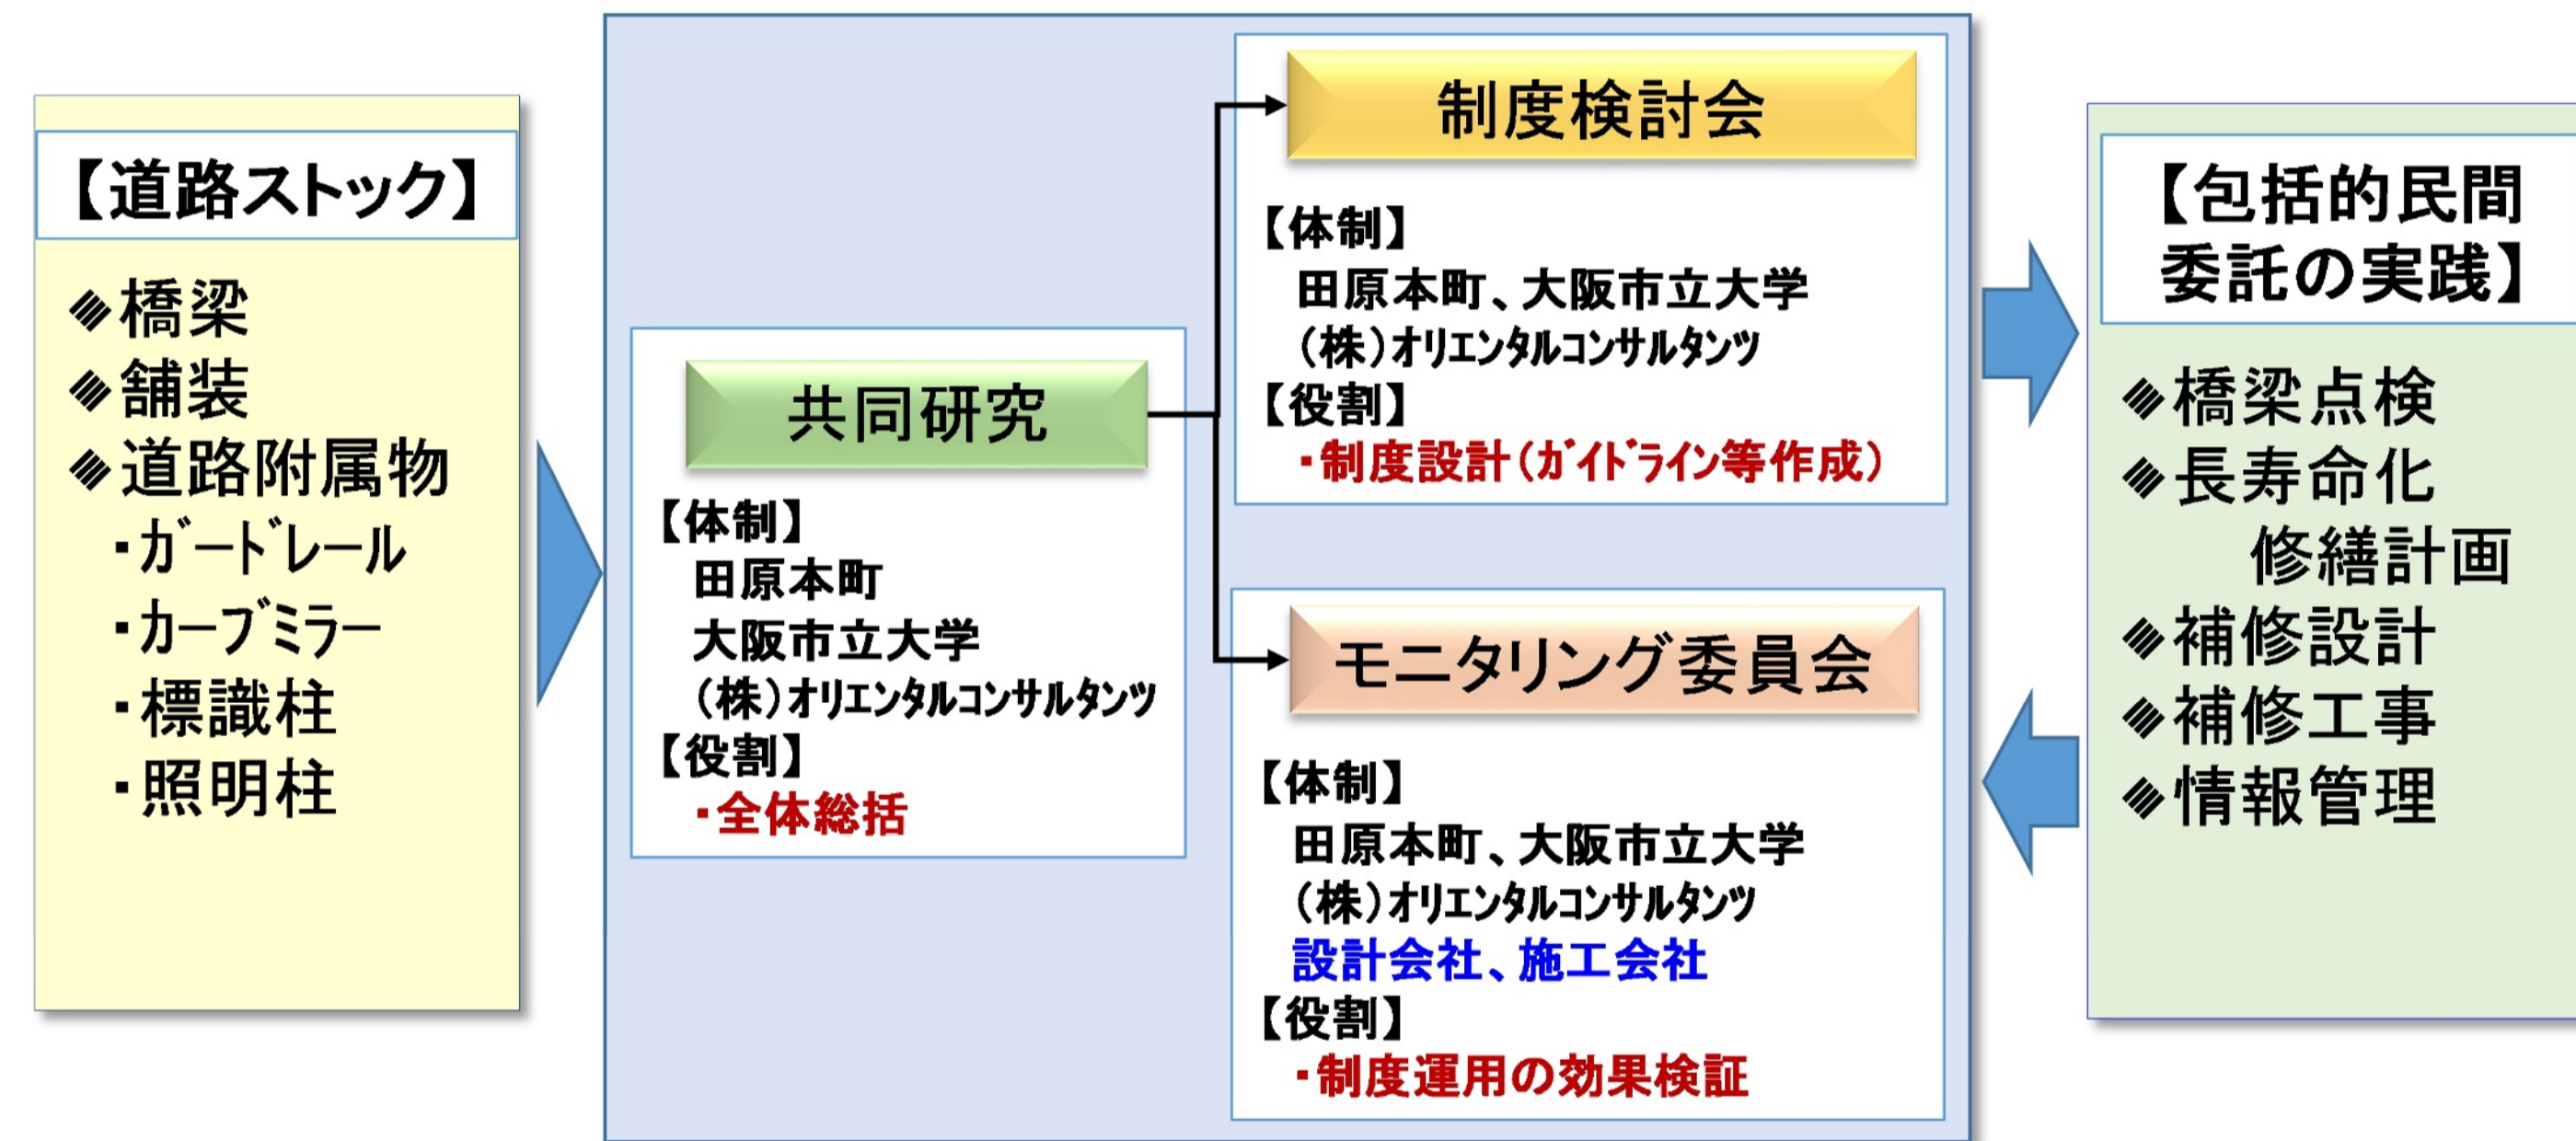 【道路ストック】
橋梁
舗装
道路附属物
・ｶﾞｰﾄﾞﾚｰﾙ
・ｶｰﾌﾞﾐﾗｰ
・標識柱
・照明柱
共同研究
【体制】
田原本町
大阪市立大学
（株）ｵﾘｴﾝﾀﾙｺﾝｻﾙﾀﾝﾂ
【役割】
・全体総括
制度検討会
【体制】
田原本町、大阪市立大学
（株）ｵﾘｴﾝﾀﾙｺﾝｻﾙﾀﾝﾂ
【役割】
・制度設計（ｶﾞｲﾄﾞﾗｲﾝ等作成）
モニタリング委員会
【体制】
田原本町、大阪市立大学
（株）ｵﾘｴﾝﾀﾙｺﾝｻﾙﾀﾝﾂ
設計会社、施工会社
【役割】
・制度運用の効果検証
【包括的民間
委託の実践】
橋梁点検
長寿命化
修繕計画
補修設計
補修工事
情報管理